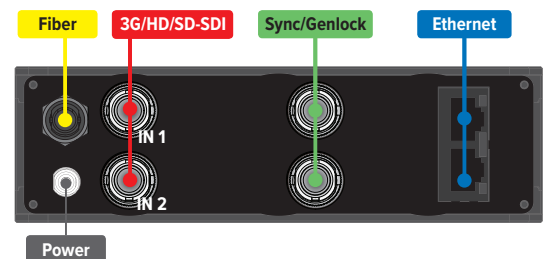 Fiber
3G/HD/SD-SDI
Sync/Genlock
Ethernet
IN 1
IN 2
Power